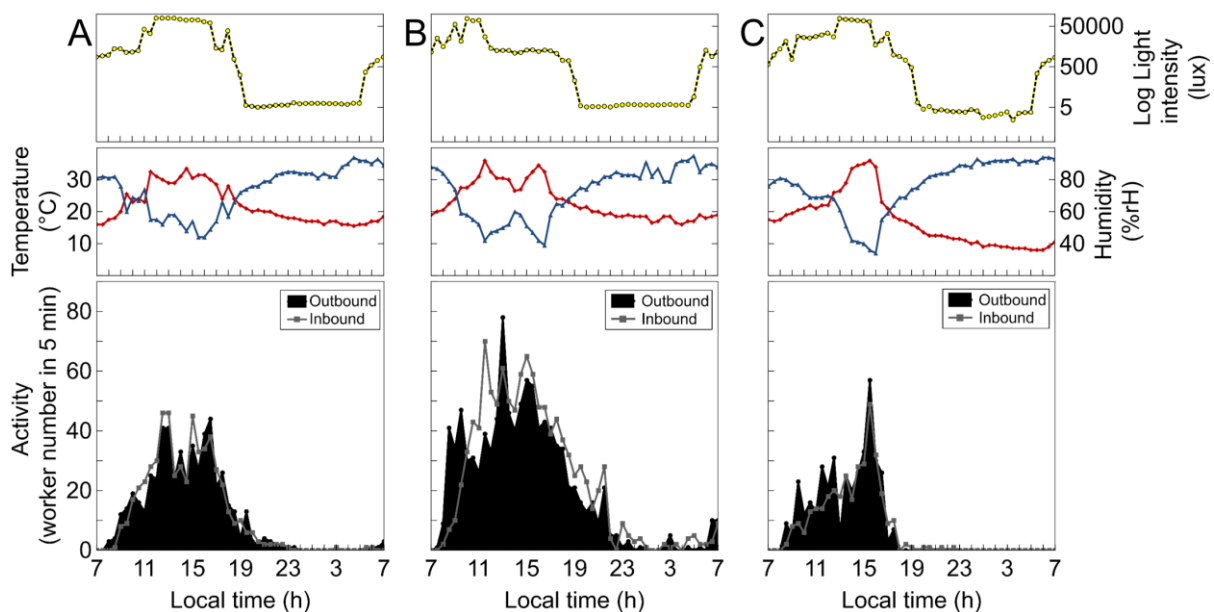 A
B
C
50000
500
5
Log Light
intensity
(lux)
Temperature
(°C)
30
20
10
80
60
40
Humidity
(%rH)
Activity
(worker number in 5 min)
80
60
40
20
0
Outbound
Inbound
Outbound
Inbound
Outbound
Inbound
7 11 15 19 23 3 7
7 11 15 19 23 3 7
7 11 15 19 23 3 7
Local time (h)
Local time (h)
Local time (h)